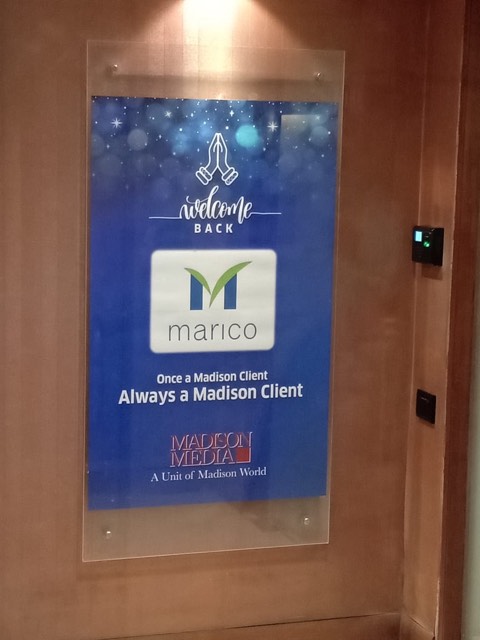 welcome
BACK
marico
Once a Madison Client
Always a Madison Client
MADISON
MEDIA
A Unit of Madison World